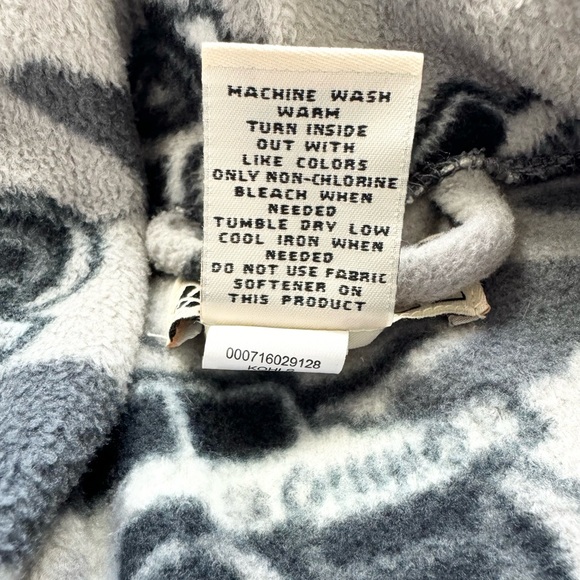 MACHINE WASH
WARM
TURN INSIDE
OUT WITH
LIKE COLORS
ONLY NON-CHLORINE
BLEACH WHEN
NEEDED
TUMBLE DRY LOW
COOL IRON WHEN
NEEDED
DO NOT USE FABRIC
SOFTENER ON
THIS PRODUCT
000716029128
KOHLS